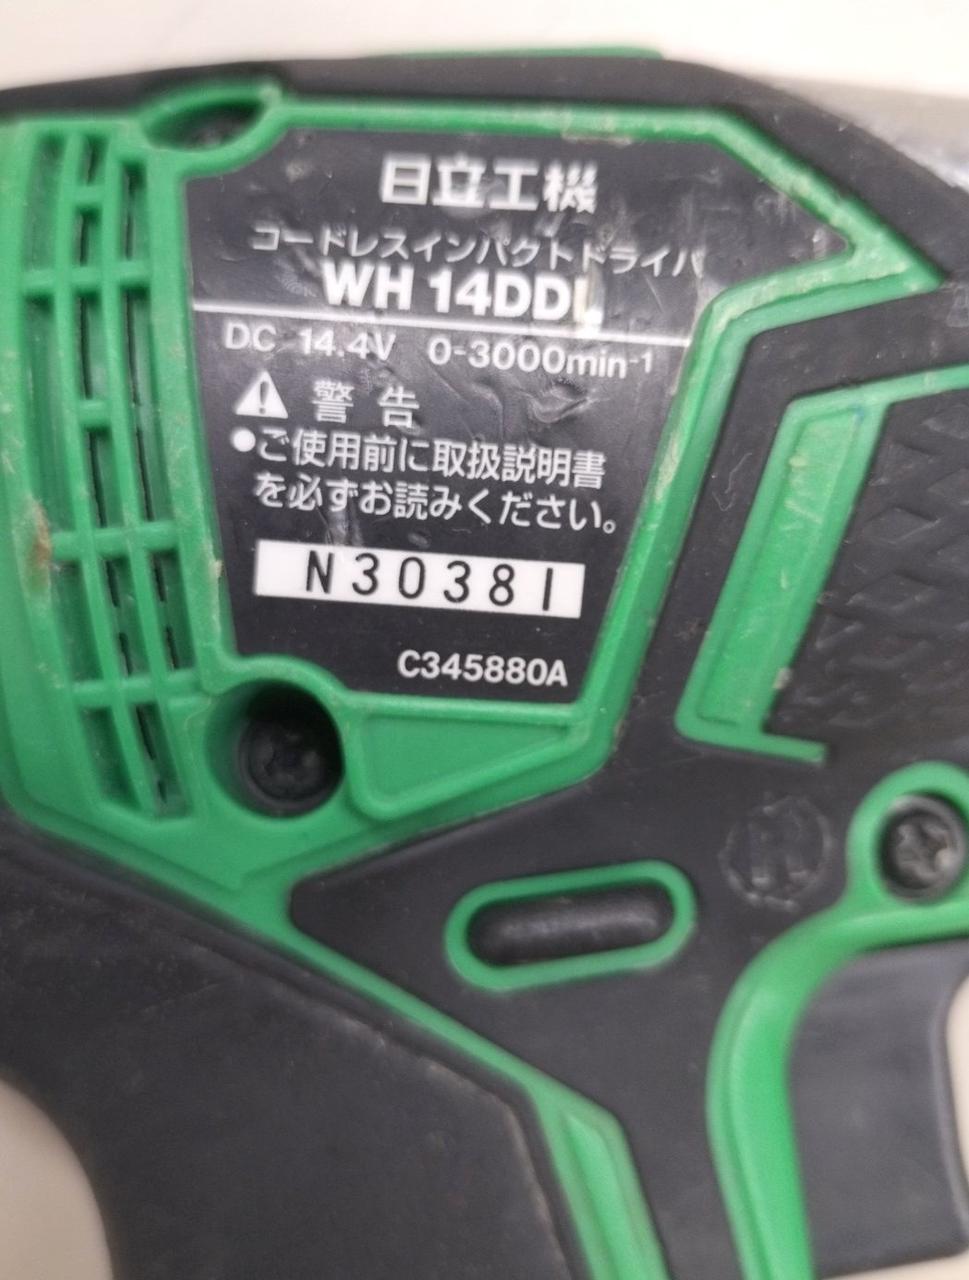 日立工機
コードレスインパクトドライバ
WH 14DDL
DC 14.4V 0-3000min-1
警告
●ご使用前に取扱説明書
を必ずお読みください。
N30381
C345880A
R